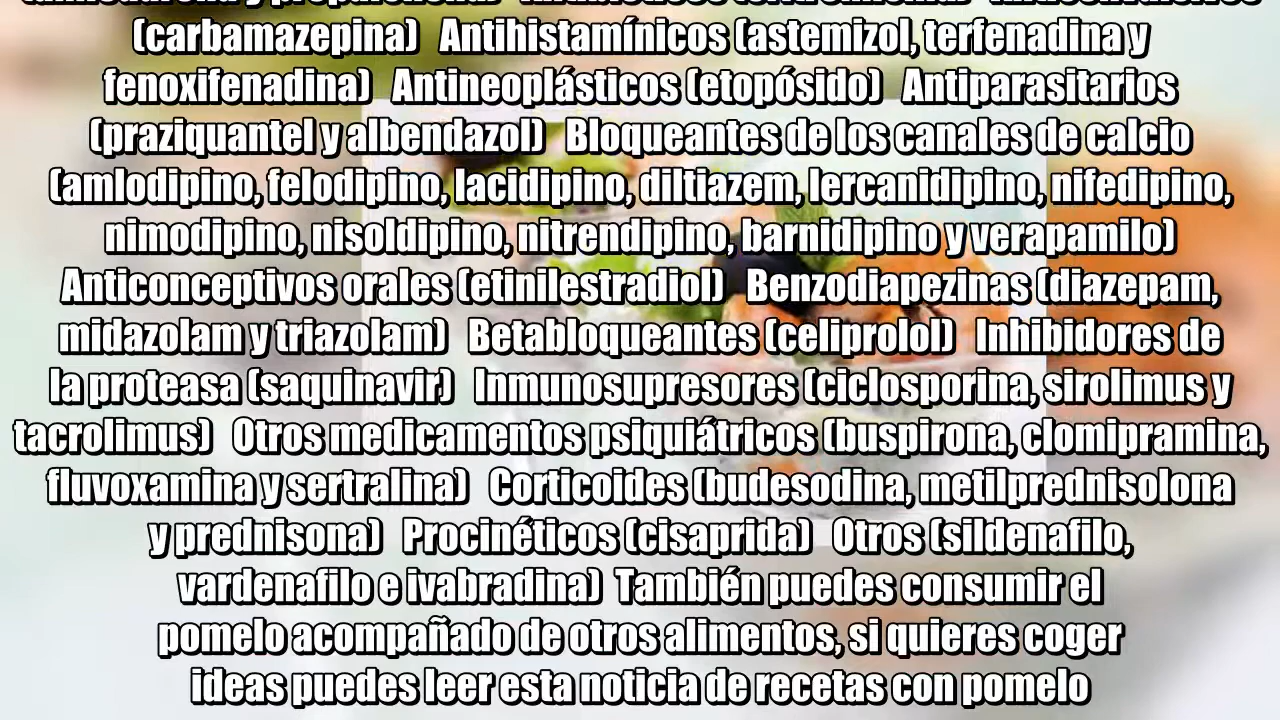 (carbamazepina) Antihistamínicos (astemizol, terfenadina y
fenoxifenadina) Antineoplásticos (etopósido) Antiparasitarios
(praziquantel y albendazol) Bloqueantes de los canales de calcio
(amlodipino, felodipino, lacidipino, diltiazem, lercanidipino, nifedipino,
nimodipino, nisoldipino, nitrendipino, barnidipino y verapamilo)
Anticonceptivos orales (etinilestradiol) Benzodiapezinas (diazepam,
midazolam y triazolam) Betabloqueantes (celiprolol) Inhibidores de
la proteasa (saquinavir) Inmunosupresores (ciclosporina, sirolimus y
tacrolimus) Otros medicamentos psiquiátricos (buspirona, clomipramina,
fluvoxamina y sertralina) Corticoides (budesodina, metilprednisolona
y prednisona) Procinéticos (cisaprida) Otros (sildenafilo,
vardenafilo e ivabradina) También puedes consumir el
pomelo acompañado de otros alimentos, si quieres coger
ideas puedes leer esta noticia de recetas con pomelo